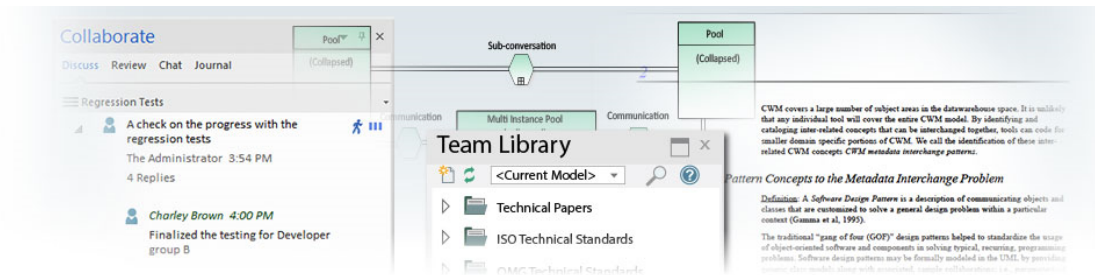 Collaborate
Discuss Review Chat Journal
Regression Tests
A check on the progress with the
regression tests
The Administrator 3:54 PM
4 Replies
Charley Brown 4:00 PM
Finalized the testing for Developer
group B
Pool
(Collapsed)
Sub-conversation
Pool
(Collapsed)
2
Multi Instance Pool
Communication
Team Library
<Current Model>
Technical Papers
ISO Technical Standards
OMG Technical Standards
CWM covers a large number of subject areas in the datawarehouse space. It is unlikely
that any individual tool will cover the entire CWM model. By identifying and
cataloging inter-related concepts that can be interchanged together, tools can code for
smaller domain specific portions of CWM. We call the identification of these inter-
related CWM concepts CWM metadata interchange patterns.
Pattern Concepts to the Metadata Interchange Problem
Definition: A Software Design Pattern is a description of communicating objects and
classes that are customized to solve a general design problem within a particular
context (Gamma et al, 1995).
The traditional "gang of four (GOF)" design patterns helped to standardize the usage
of object-oriented software and components in solving typical, recurring, programming
problems. Software design patterns may be formally modeled in the UML by providing